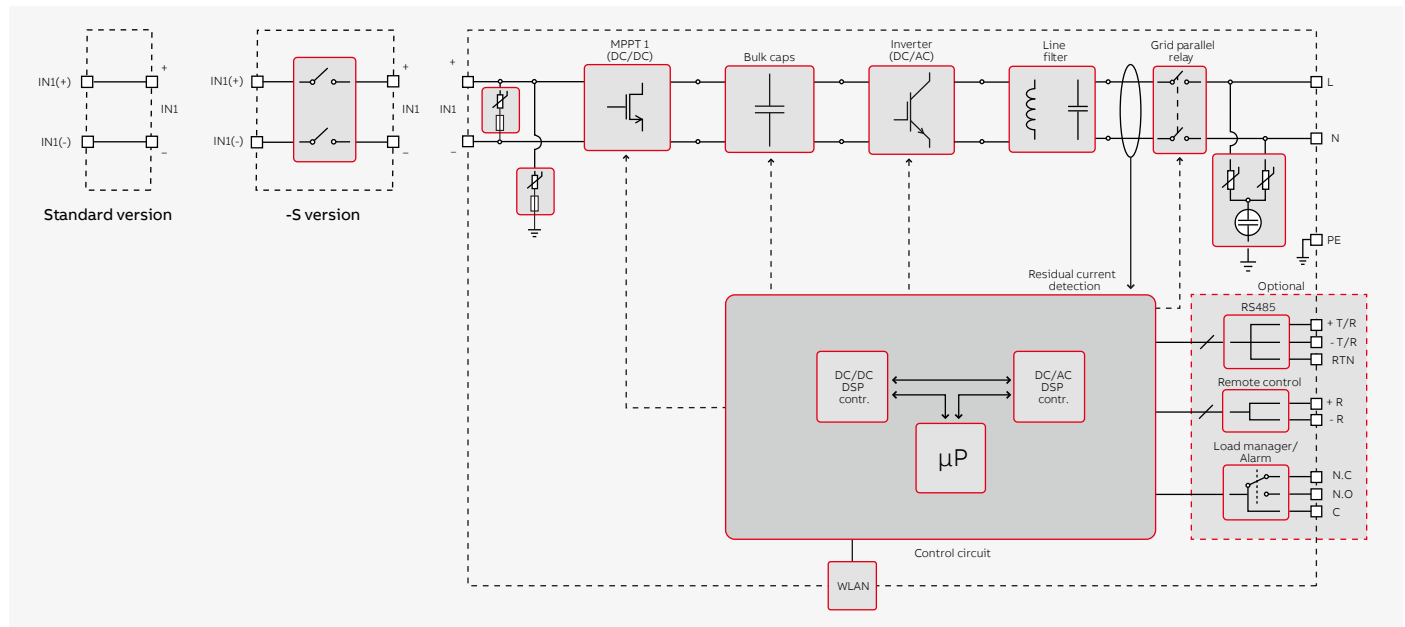 IN1(+)
+
IN1
IN1(-)
–
Standard version
IN1(+)
+
IN1
IN1(-)
–
-S version
+
IN1
–
MPPT 1
(DC/DC)
Bulk caps
Inverter
(DC/AC)
Line
filter
Grid parallel
relay
L
N
PE
Residual current
detection
Optional
RS485
+ T/R
- T/R
RTN
Remote control
+ R
- R
Load manager/
Alarm
N.C
N.O
C
DC/DC
DSP
contr.
DC/AC
DSP
contr.
μP
Control circuit
WLAN